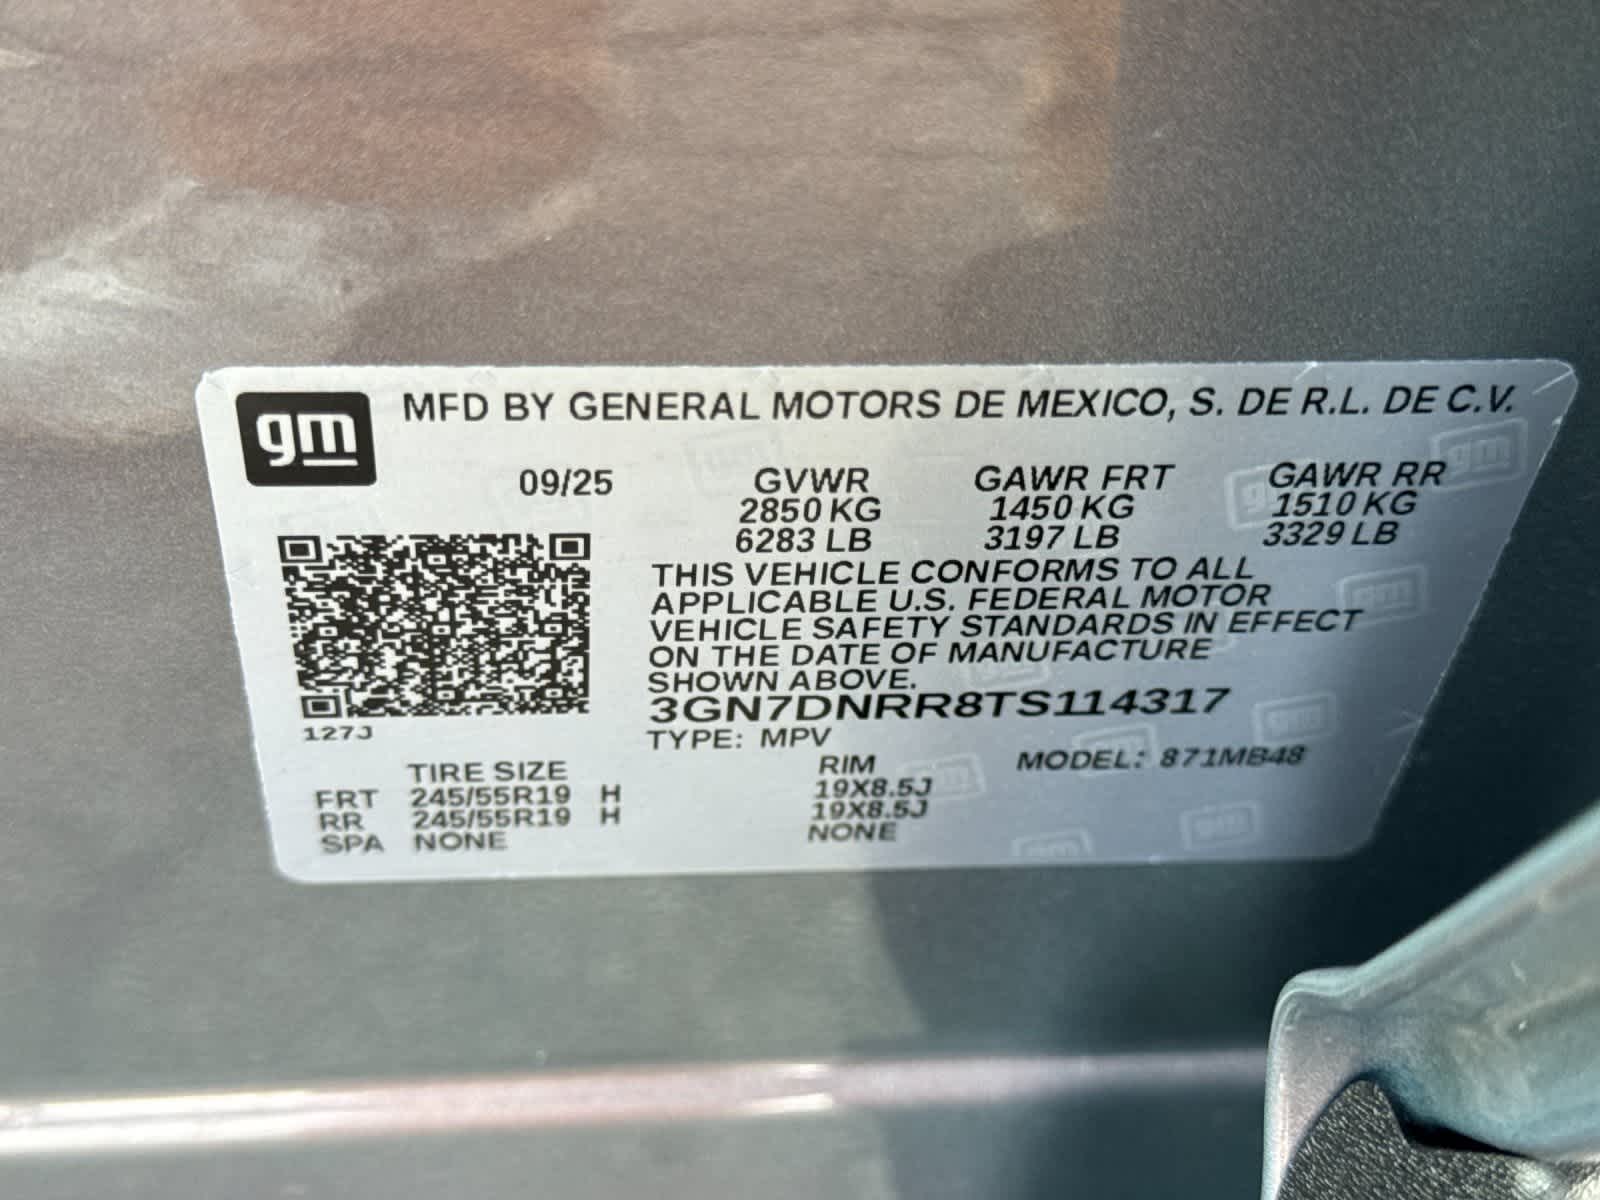 gm MFD BY GENERAL MOTORS DE MEXICO, S. DE R.L. DE C.V.
09/25 GVWR GAWR FRT GAWR RR
2850 KG 1450 KG 1510 KG
6283 LB 3197 LB 3329 LB
THIS VEHICLE CONFORMS TO ALL
APPLICABLE U.S. FEDERAL MOTOR
VEHICLE SAFETY STANDARDS IN EFFECT
ON THE DATE OF MANUFACTURE
SHOWN ABOVE.
3GN7DNRR8TS114317
127J
TYPE: MPV MODEL: 871MB48
TIRE SIZE RIM
FRT 245/55R19 H 19X8.5J
RR 245/55R19 H 19X8.5J
SPA NONE NONE